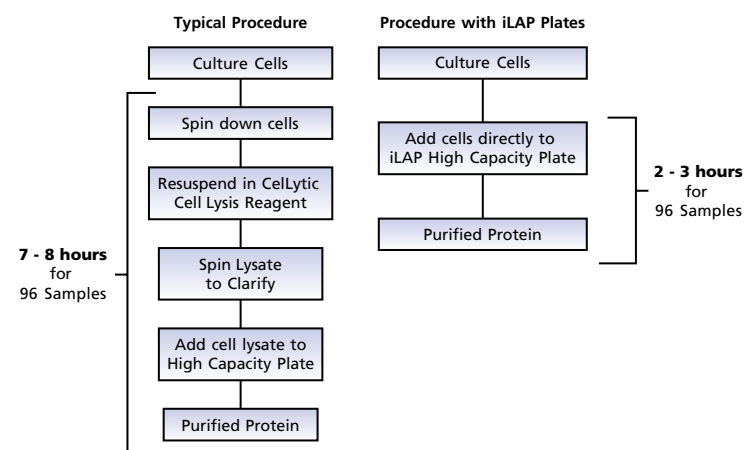 Typical Procedure
Culture Cells
Spin down cells
Resuspend in CelLytic
Cell Lysis Reagent
Spin Lysate
to Clarify
Add cell lysate to
High Capacity Plate
Purified Protein
7 - 8 hours
for
96 Samples
Procedure with iLAP Plates
Culture Cells
Add cells directly to
iLAP High Capacity Plate
Purified Protein
2 - 3 hours
for
96 Samples